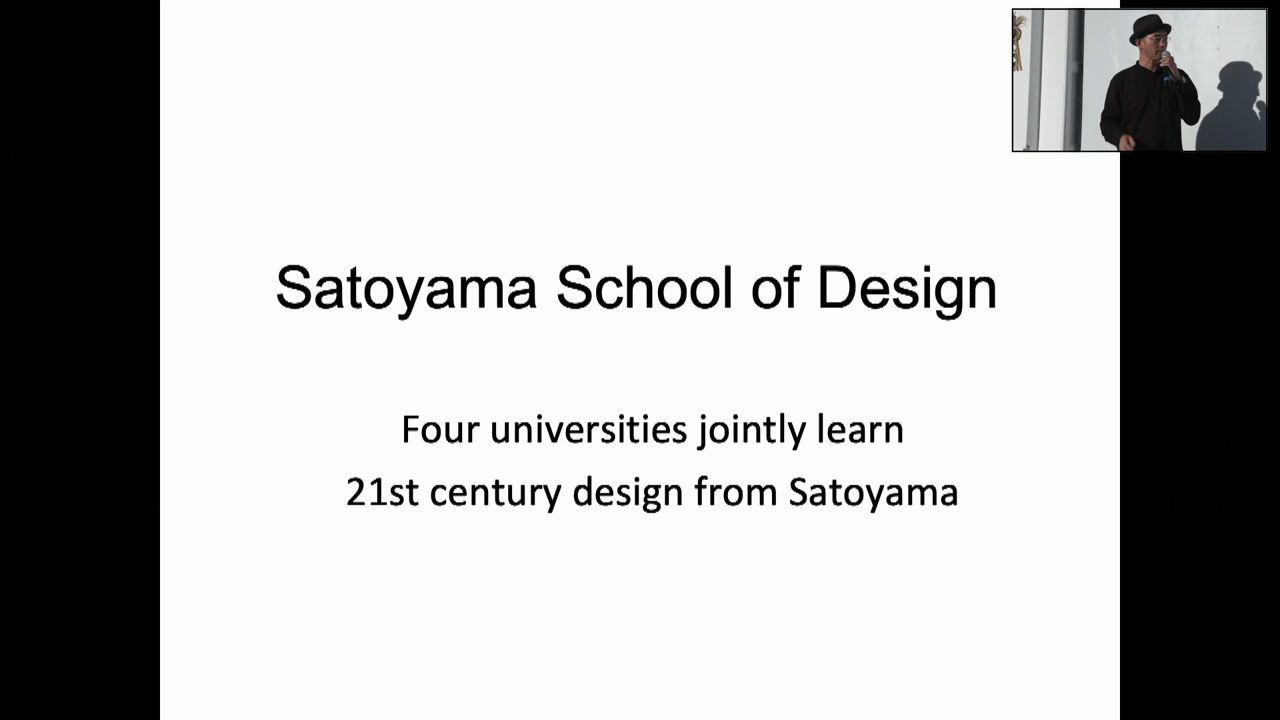 Satoyama School of Design
Four universities jointly learn
21st century design from Satoyama